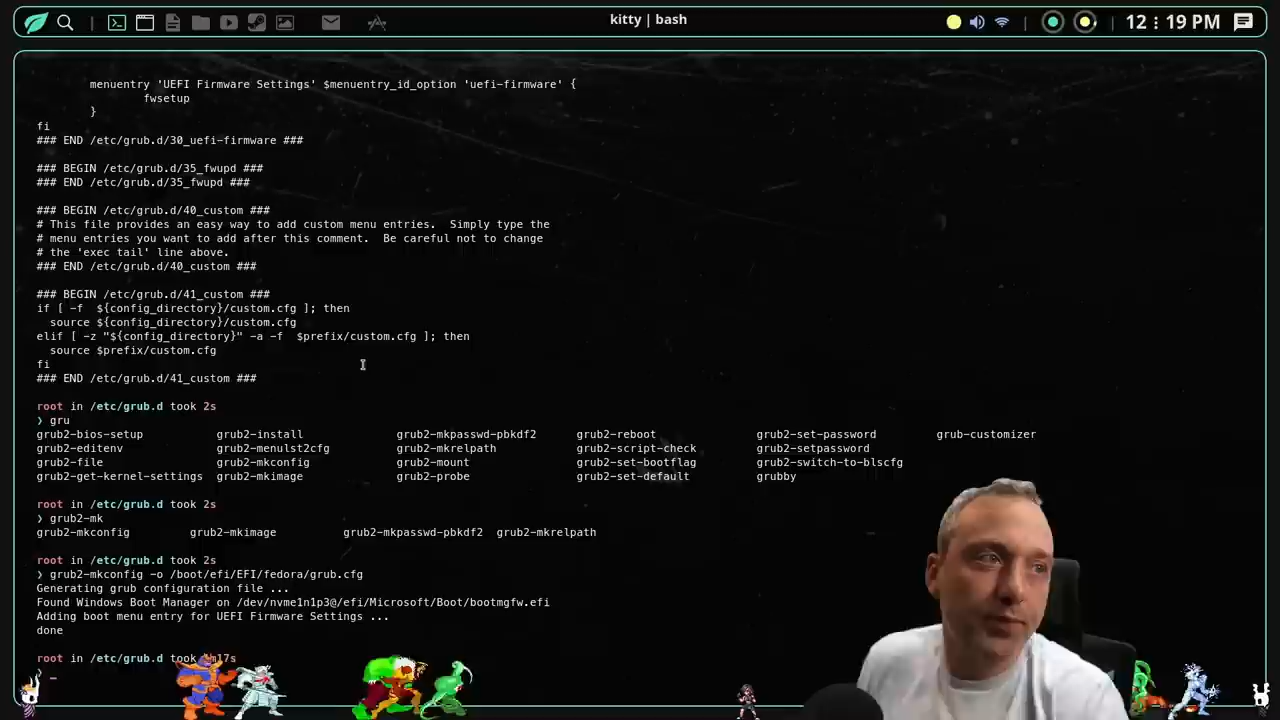 kitty | bash
12 : 19 PM
menuentry 'UEFI Firmware Settings' $menuentry_id_option 'uefi-firmware' {
fwsetup
}
fi
### END /etc/grub.d/30_uefi-firmware ###
### BEGIN /etc/grub.d/35_fwupd ###
### END /etc/grub.d/35_fwupd ###
### BEGIN /etc/grub.d/40_custom ###
# This file provides an easy way to add custom menu entries.  Simply type the
# menu entries you want to add after this comment.  Be careful not to change
# the 'exec tail' line above.
### END /etc/grub.d/40_custom ###
### BEGIN /etc/grub.d/41_custom ###
if [ -f  ${config_directory}/custom.cfg ]; then
source ${config_directory}/custom.cfg
elif [ -z "${config_directory}" -a -f  $prefix/custom.cfg ]; then
source $prefix/custom.cfg
fi
### END /etc/grub.d/41_custom ###
root in /etc/grub.d took 2s
❯ gru
grub2-bios-setup grub2-install grub2-mkpasswd-pbkdf2 grub2-reboot grub2-set-password grub-customizer
grub2-editenv grub2-menulst2cfg grub2-mkrelpath grub2-script-check grub2-setpassword
grub2-file grub2-mkconfig grub2-mount grub2-set-bootflag grub2-switch-to-blscfg
grub2-get-kernel-settings grub2-mkimage grub2-probe grub2-set-default grubby
root in /etc/grub.d took 2s
❯ grub2-mk
grub2-mkconfig grub2-mkimage grub2-mkpasswd-pbkdf2 grub2-mkrelpath
root in /etc/grub.d took 2s
❯ grub2-mkconfig -o /boot/efi/EFI/fedora/grub.cfg
Generating grub configuration file ...
Found Windows Boot Manager on /dev/nvme1n1p3@/efi/Microsoft/Boot/bootmgfw.efi
Adding boot menu entry for UEFI Firmware Settings ...
done
root in /etc/grub.d took